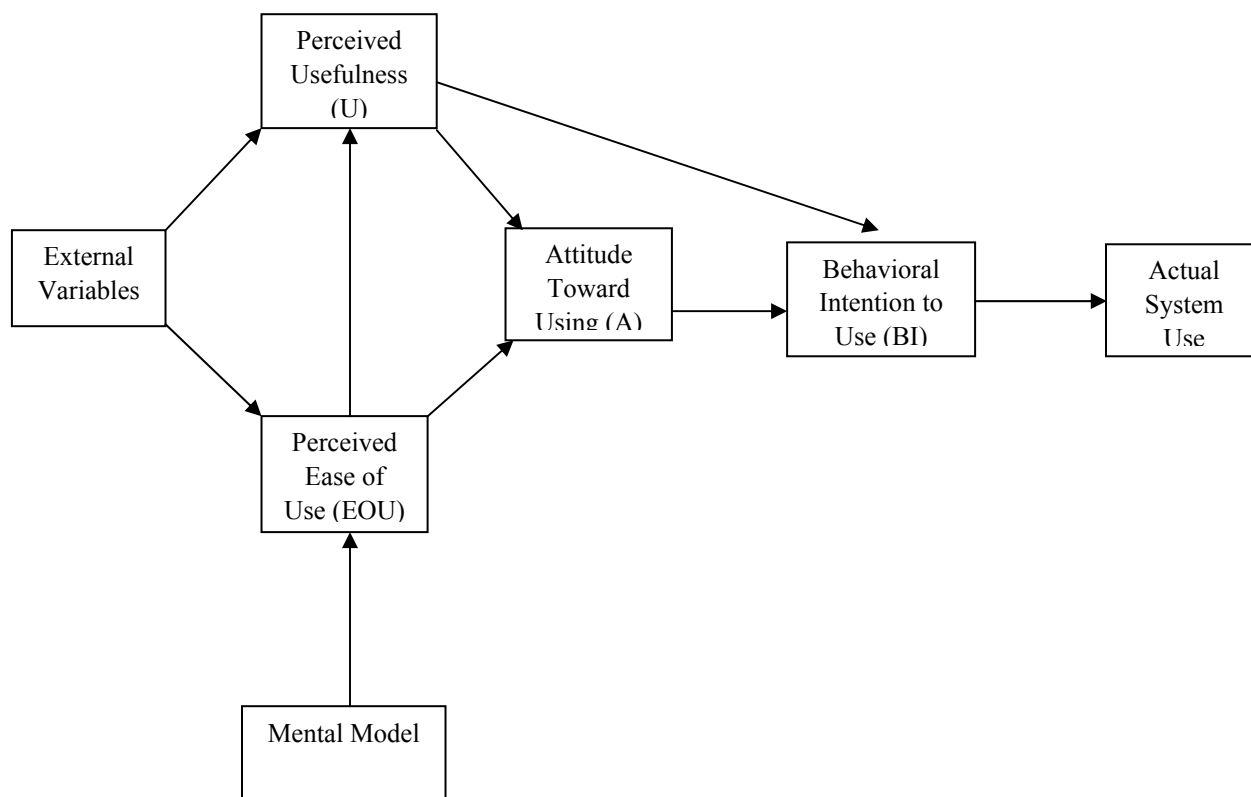 Perceived
Usefulness
(U)
External
Variables
Attitude
Toward
Using (A)
Behavioral
Intention to
Use (BI)
Actual
System
Use
Perceived
Ease of
Use (EOU)
Mental Model